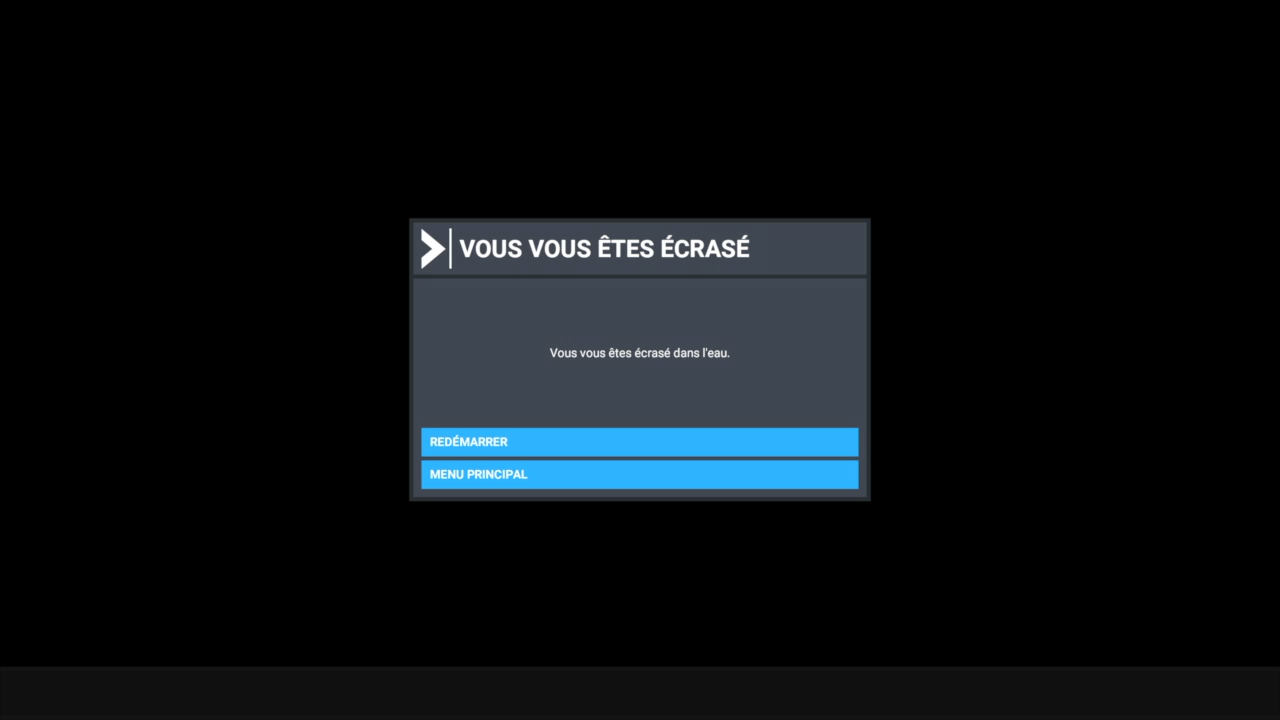 VOUS VOUS ÊTES ÉCRASÉ
Vous vous êtes écrasé dans l'eau.
REDÉMARRER
MENU PRINCIPAL